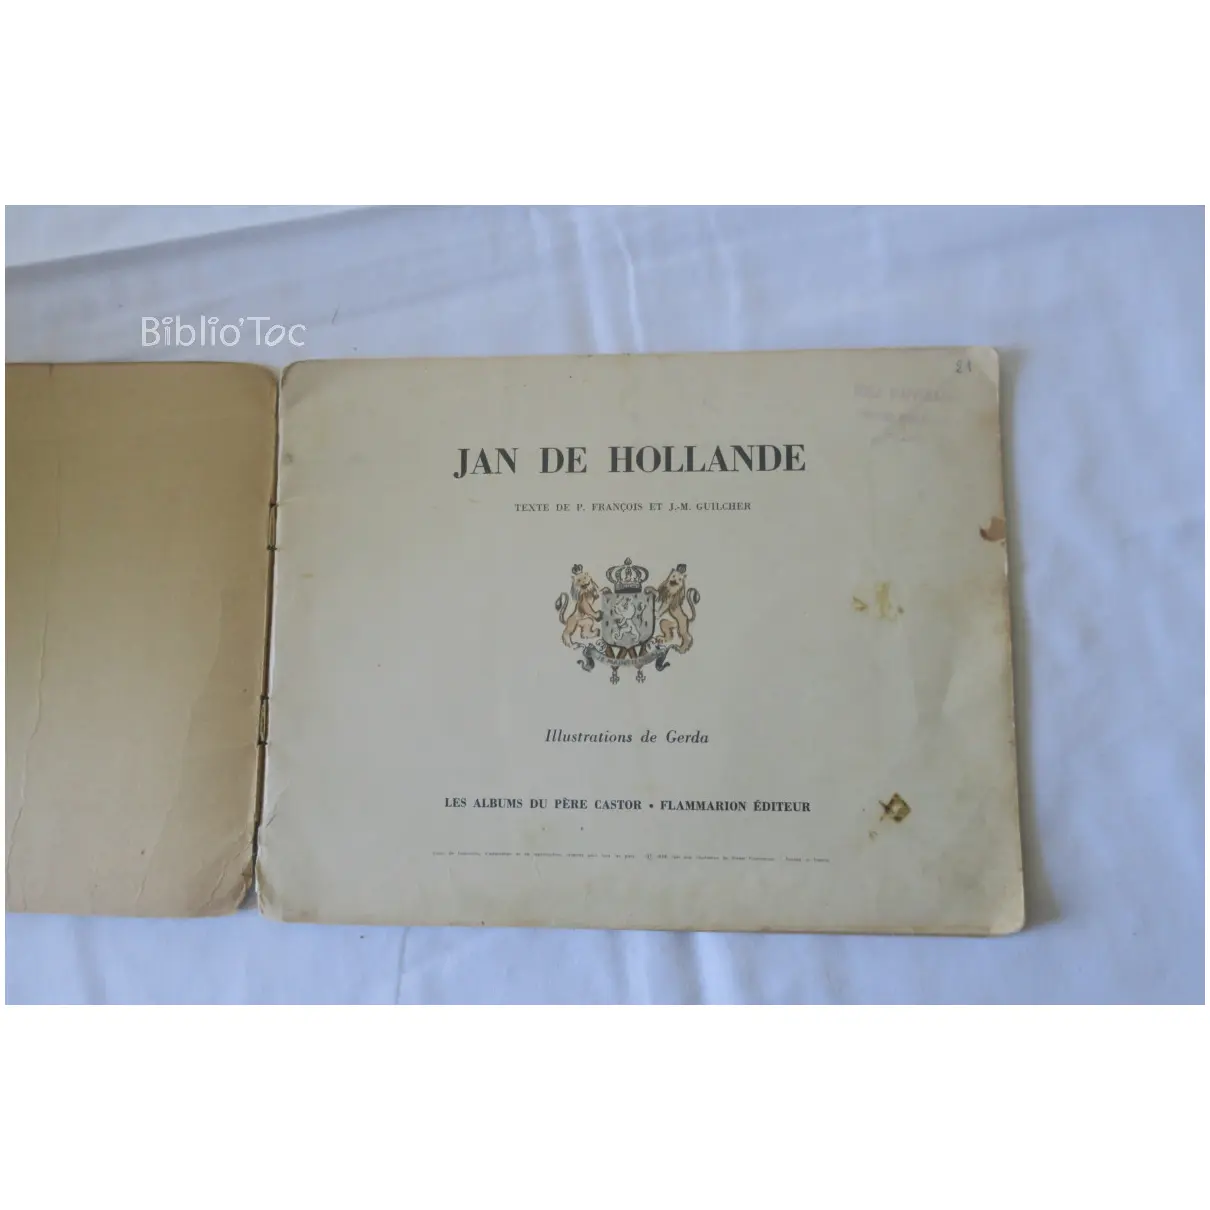 Biblio'Toc
21
JAN DE HOLLANDE
TEXTE DE P. FRANÇOIS ET J.-M. GUILCHER
Illustrations de Gerda
LES ALBUMS DU PÈRE CASTOR • FLAMMARION ÉDITEUR